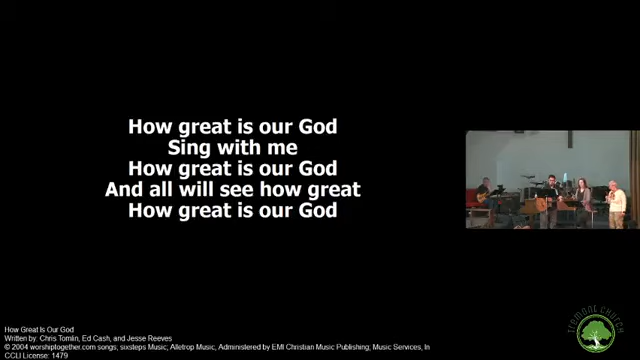 How great is our God
Sing with me
How great is our God
And all will see how great
How great is our God
How Great Is Our God
Written by: Chris Tomlin, Ed Cash, and Jesse Reeves
© 2004 worshiptogether.com songs; sixsteps Music; Alletrop Music, Administered by EMI Christian Music Publishing; Music Services, In
CCLI License: 1479
tremont church